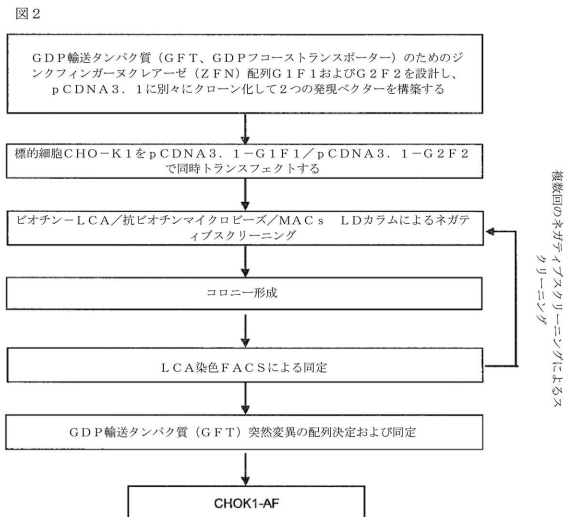 図2
GDP輸送タンパク質（GFT、GDPフコーストランスポーター）のためのジ
ンクフィンガーヌクレアーゼ（ZFN）配列G1F1およびG2F2を設計し、
pCDNA3．1に別々にクローン化して2つの発現ベクターを構築する
標的細胞CHO－K1をpCDNA3．1－G1F1／pCDNA3．1－G2F2
で同時トランスフェクトする
ビオチン－LCA／抗ビオチンマイクロビーズ／MACs　LDカラムによるネガテ
ィブスクリーニング
コロニー形成
LCA染色FACSによる同定
複数回のネガティブスクリーニングによるス
クリーニング
GDP輸送タンパク質（GFT）突然変異の配列決定および同定
CHOK1-AF